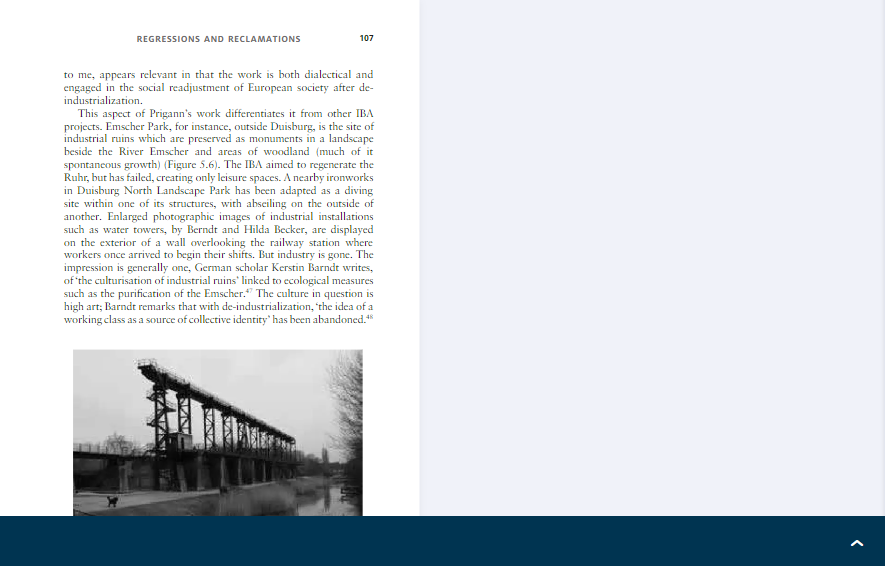 REGRESSIONS AND RECLAMATIONS 107
to me, appears relevant in that the work is both dialectical and
engaged in the social readjustment of European society after de-
industrialization.
This aspect of Prigann's work differentiates it from other IBA
projects. Emscher Park, for instance, outside Duisburg, is the site of
industrial ruins which are preserved as monuments in a landscape
beside the River Emscher and areas of woodland (much of it
spontaneous growth) (Figure 5.6). The IBA aimed to regenerate the
Ruhr, but has failed, creating only leisure spaces. A nearby ironworks
in Duisburg North Landscape Park has been adapted as a diving
site within one of its structures, with abseiling on the outside of
another. Enlarged photographic images of industrial installations
such as water towers, by Berndt and Hilda Becker, are displayed
on the exterior of a wall overlooking the railway station where
workers once arrived to begin their shifts. But industry is gone. The
impression is generally one, German scholar Kerstin Barndt writes,
of 'the culturisation of industrial ruins' linked to ecological measures
such as the purification of the Emscher.47 The culture in question is
high art; Barndt remarks that with de-industrialization, 'the idea of a
working class as a source of collective identity' has been abandoned.48